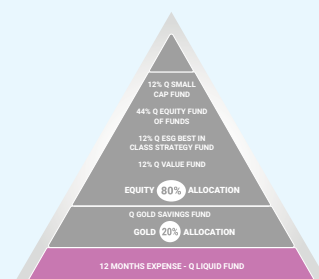 12% Q SMALL
CAP FUND
44% Q EQUITY FUND
OF FUNDS
12% Q ESG BEST IN
CLASS STRATEGY FUND
12% Q VALUE FUND
EQUITY 80% ALLOCATION
Q GOLD SAVINGS FUND
GOLD 20% ALLOCATION
12 MONTHS EXPENSE - Q LIQUID FUND